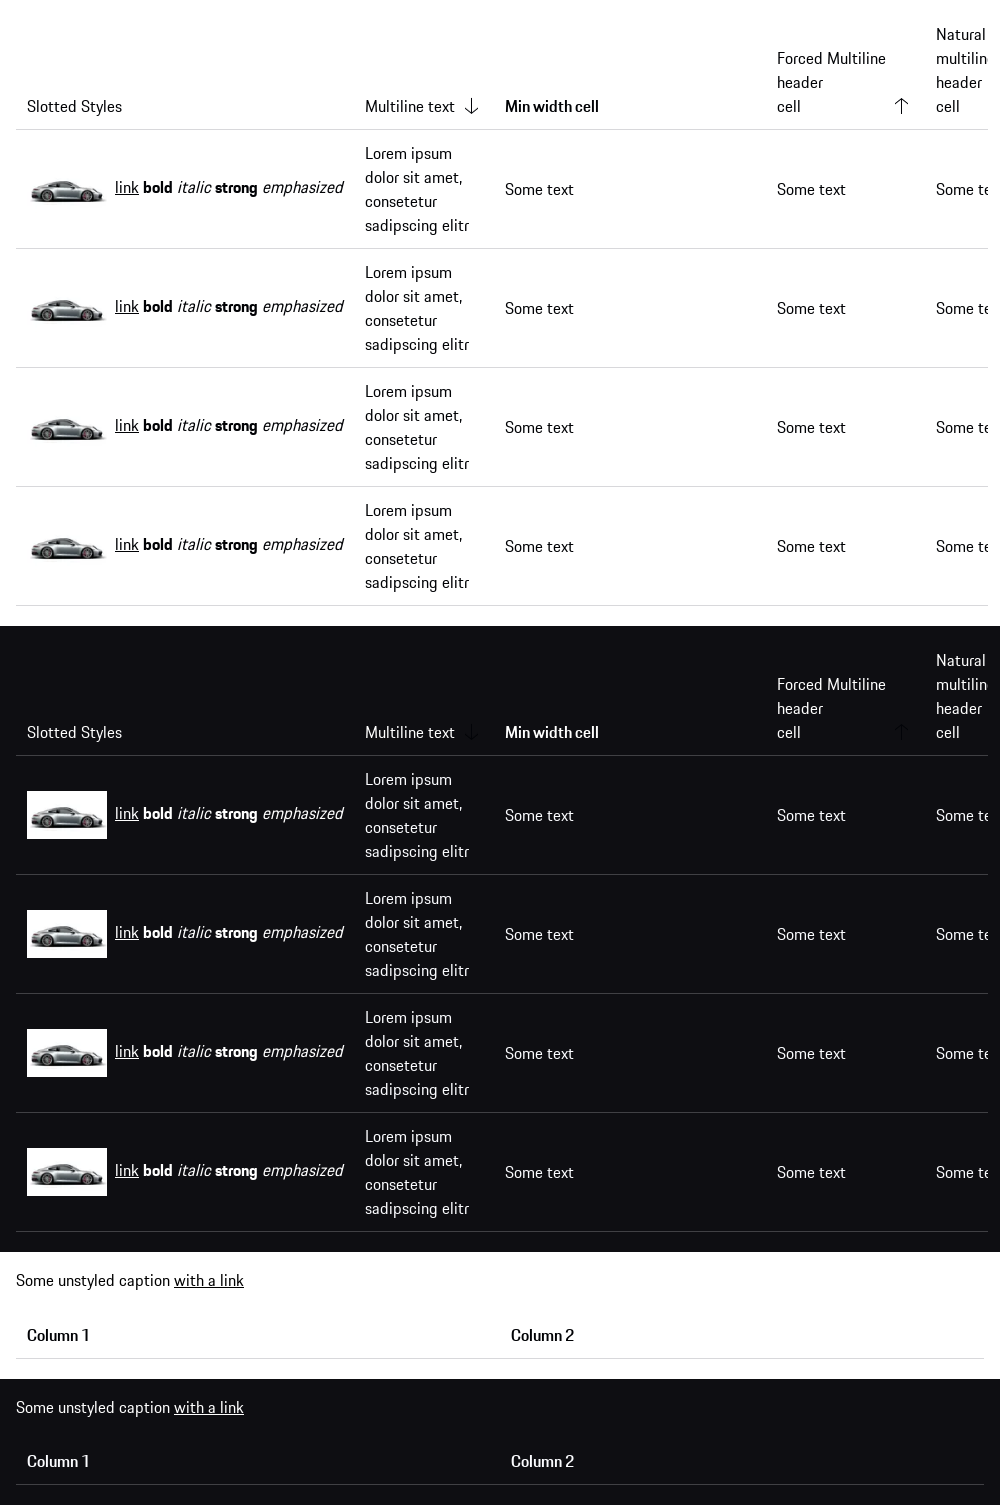 Natural
Forced Multiline
header
Slotted Styles
Multiline text
Min width cell
cell
header
cell
link bold italic strong emphasized
Lorem ipsum
dolor sit amet,
consetetur
sadipscing elitr
Some text
Some text
Some
link bold italic strong emphasized
Lorem ipsum
dolor sit amet,
consetetur
sadipscing elitr
Some text
Some text
Some
link bold italic strong emphasized
Lorem ipsum
dolor sit amet,
consetetur
sadipscing elitr
Some text
Some text
Some
link bold italic strong emphasized
Lorem ipsum
dolor sit amet,
consetetur
sadipscing elitr
Some text
Some text
Some
Natural
Forced Multiline
header
Slotted Styles
Multiline text
Min width cell
cell
header
cell
link bold italic strong emphasized
Lorem ipsum
dolor sit amet,
consetetur
sadipscing elitr
Some text
Some text
Some
link bold italic strong emphasized
Lorem ipsum
dolor sit amet,
consetetur
sadipscing elitr
Some text
Some text
Some
link bold italic strong emphasized
Lorem ipsum
dolor sit amet,
consetetur
sadipscing elitr
Some text
Some text
Some
link bold italic strong emphasized
Lorem ipsum
dolor sit amet,
consetetur
sadipscing elitr
Some text
Some text
Some
Some unstyled caption with a link
Column 1
Column 2
Some unstyled caption with a link
Column 1
Column 2